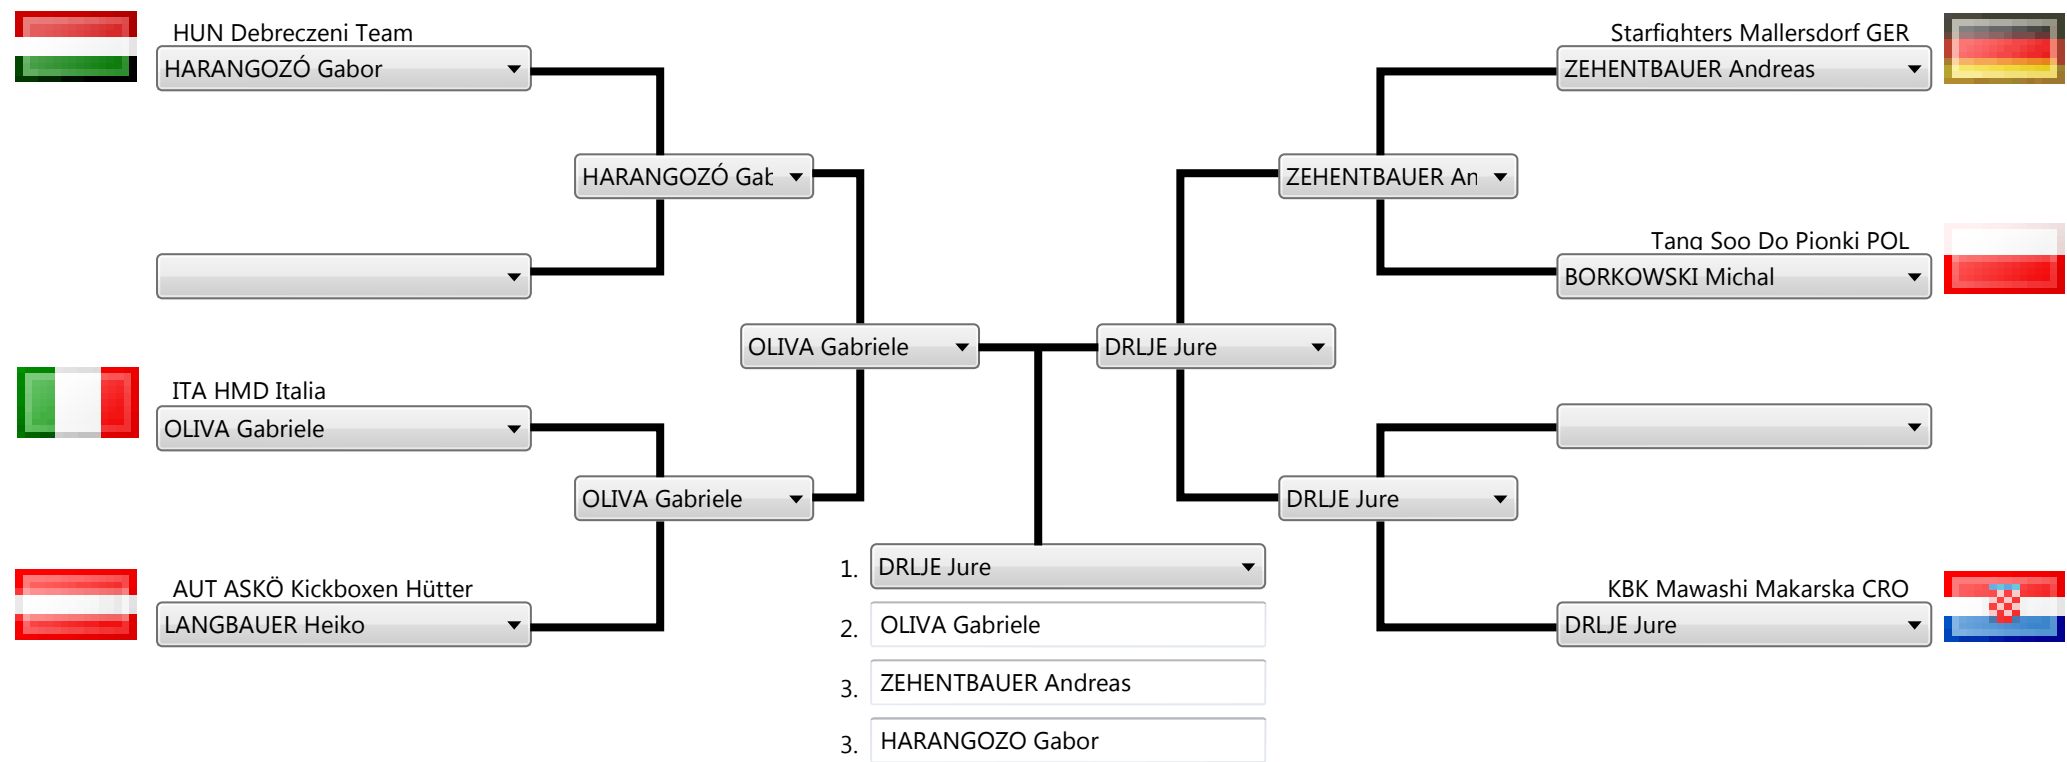 HUN Debreczeni Team
HARANGOZÓ Gabor
HARANGOZÓ Gab
ITA HMD Italia
OLIVA Gabriele
OLIVA Gabriele
AUT ASKÖ Kickboxen Hütter
LANGBAUER Heiko
OLIVA Gabriele
DRLJE Jure
Starfighters Mallersdorf GER
ZEHENTBAUER Andreas
ZEHENTBAUER An
Tang Soo Do Pionki POL
BORKOWSKI Michal
DRLJE Jure
KBK Mawashi Makarska CRO
DRLJE Jure
1. DRLJE Jure
2. OLIVA Gabriele
3. ZEHENTBAUER Andreas
3. HARANGOZO Gabor